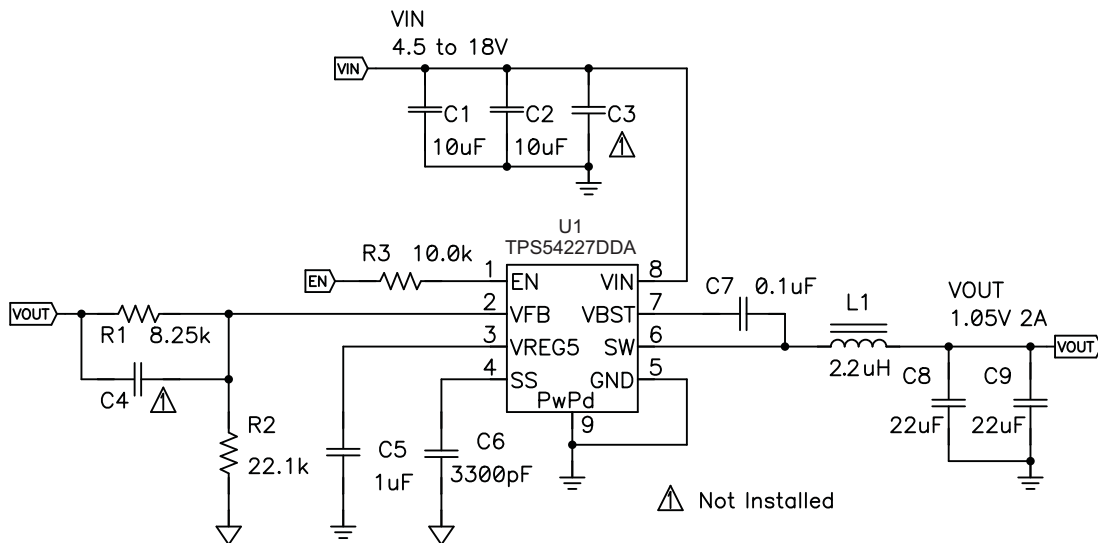 VIN
4.5 to 18V
VIN
C1
C2
C3
10uF
10uF
1
U1
TPS54227DDA
R3 10.0k
EN
1
EN
VIN
8
C7
0.1uF
VOUT
R1
8.25k
2
VFB
VBST
7
L1
VOUT
1.05V 2A
3
VREG5
SW
6
2.2uH
VOUT
C4
1
4
SS
GND
5
C8
C9
PwPd
22uF
22uF
9
R2
22.1k
C5
1uF
C6
3300pF
1 Not Installed